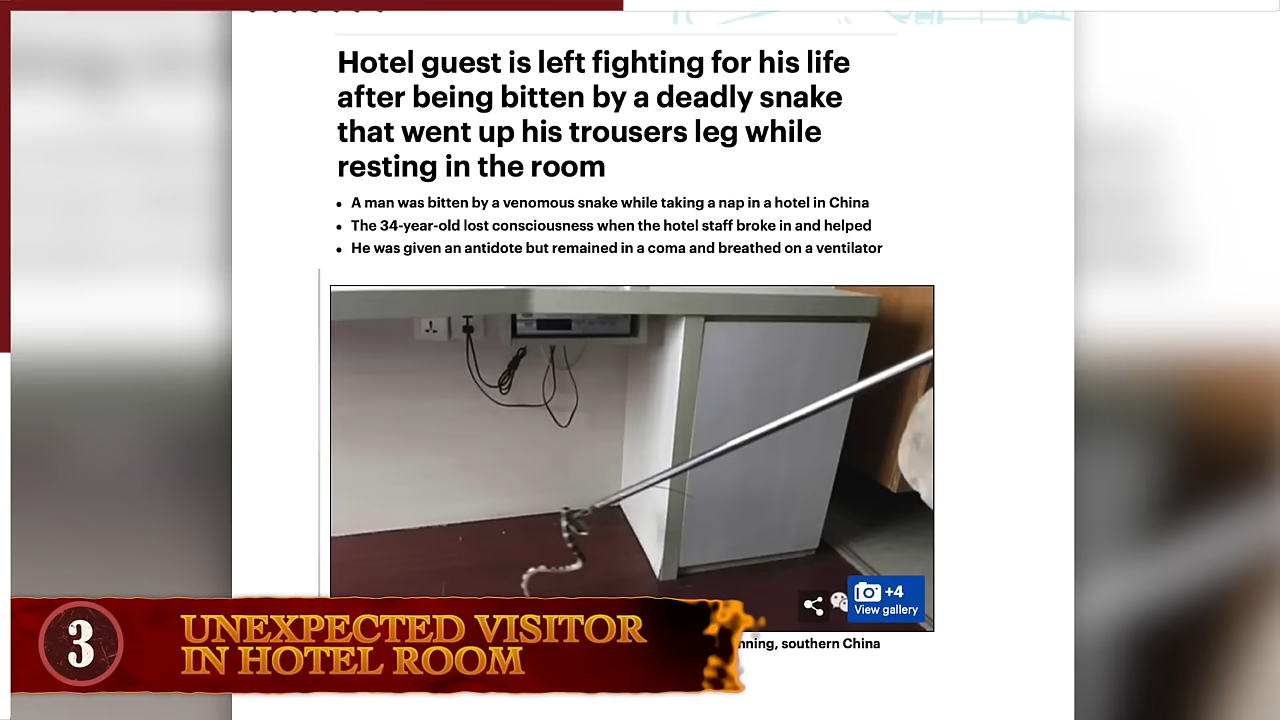 Hotel guest is left fighting for his life
after being bitten by a deadly snake
that went up his trousers leg while
resting in the room
• A man was bitten by a venomous snake while taking a nap in a hotel in China
• The 34-year-old lost consciousness when the hotel staff broke in and helped
• He was given an antidote but remained in a coma and breathed on a ventilator
+4
View gallery
southern China
3
UNEXPECTED VISITOR
IN HOTEL ROOM